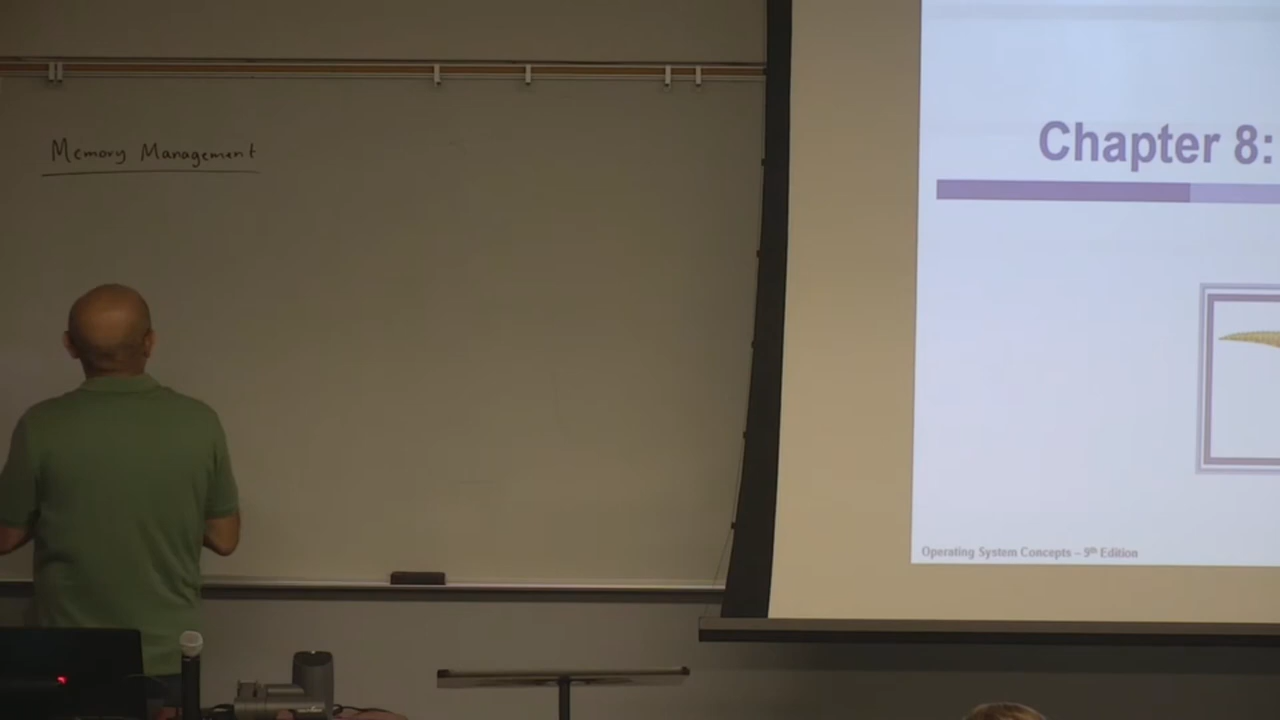 Memory Management
Chapter 8:
Operating System Concepts – 9th Edition